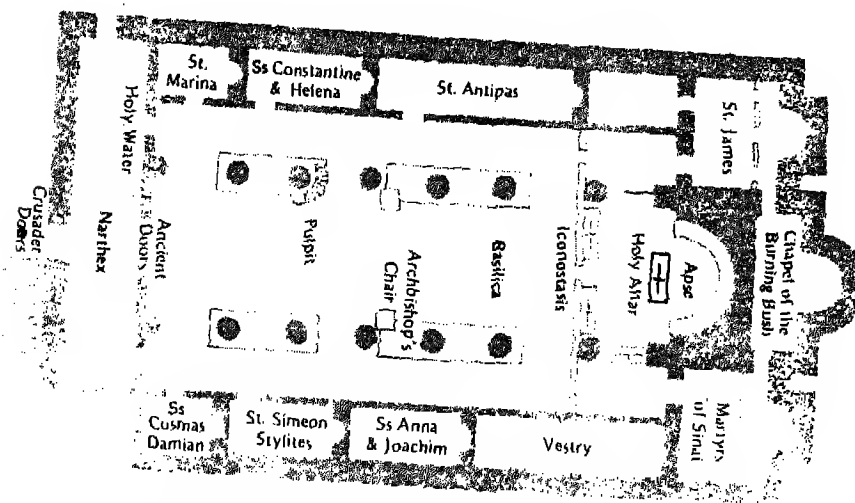 St.
Marina
Ss Constantine
& Helena
St. Antipas
St. James
Holy Water
Crusader
Doors
Narthex
Ancient
Doors
Pulpit
Archbishop's
Chair
Basilica
Iconostasis
Holy Altar
Apse
Chapel of the
Burning Bush
Ss
Cosmas
Damian
St. Simeon
Stylites
Ss Anna
& Joachim
Vestry
Martyrs
of Sinai